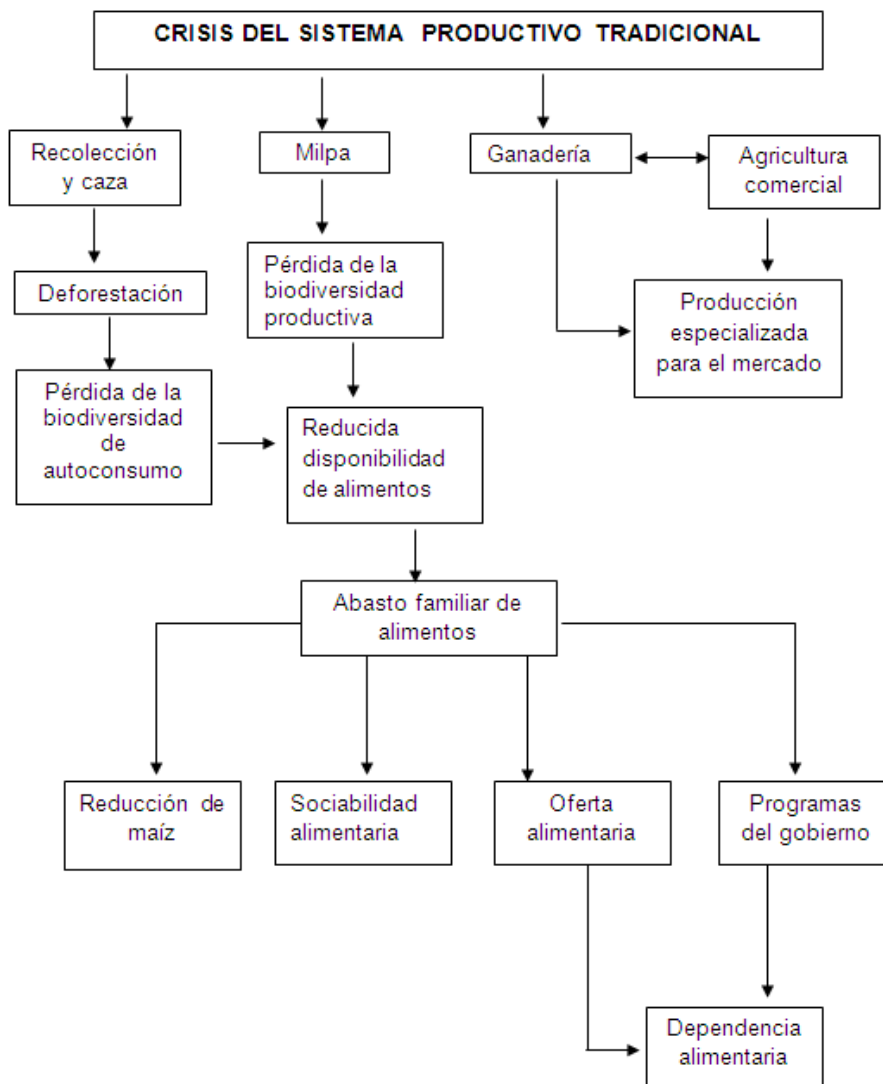 CRISIS DEL SISTEMA PRODUCTIVO TRADICIONAL
Recolección
y caza
Milpa
Ganadería
Agricultura
comercial
Deforestación
Pérdida de la
biodiversidad
productiva
Producción
especializada
para el mercado
Pérdida de la
biodiversidad
de
autoconsumo
Reducida
disponibilidad
de alimentos
Abasto familiar de
alimentos
Reducción de
maíz
Sociabilidad
alimentaria
Oferta
alimentaria
Programas
del gobierno
Dependencia
alimentaria